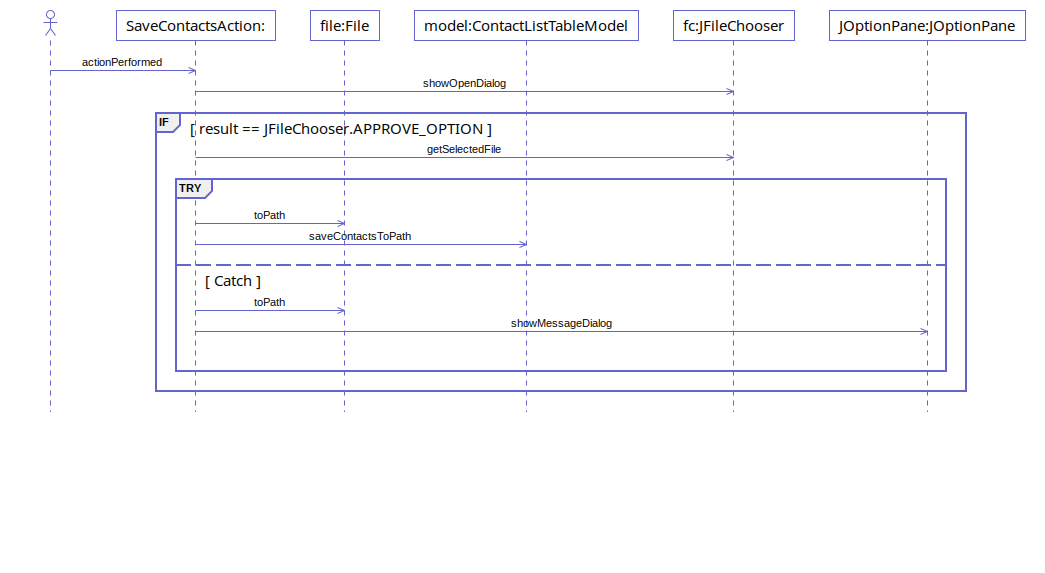 SaveContactsAction: file:File model:ContactListTableModel fc:JFileChooser JOptionPane:JOptionPane
actionPerformed
showOpenDialog
IF
[ result == JFileChooser.APPROVE_OPTION ]
getSelectedFile
TRY
toPath
saveContactsToPath
[ Catch ]
toPath
showMessageDialog